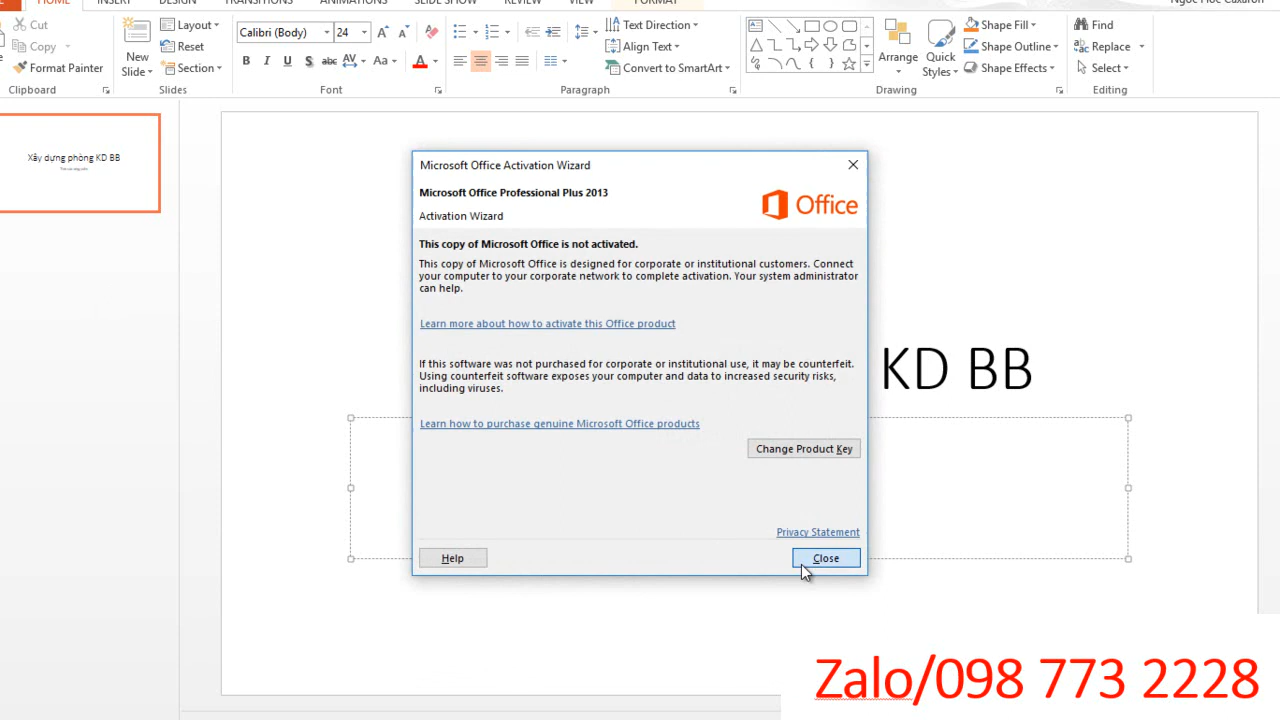 HOME INSERT DESIGN TRANSITIONS ANIMATIONS SLIDE SHOW REVIEW VIEW FORMAT
Cut
Copy
Format Painter
Clipboard
New
Slide
Layout
Reset
Section
Slides
Calibri (Body) 24
B I U S abc AV Aa A
Font
Text Direction
Align Text
Convert to SmartArt
Paragraph
Arrange
Quick
Styles
Shape Fill
Shape Outline
Shape Effects
Drawing
Find
Replace
Select
Editing
Xây dựng phòng KD BB
KD BB
Microsoft Office Activation Wizard
Microsoft Office Professional Plus 2013
Activation Wizard
Office
This copy of Microsoft Office is not activated.
This copy of Microsoft Office is designed for corporate or institutional customers. Connect
your computer to your corporate network to complete activation. Your system administrator
can help.
Learn more about how to activate this Office product
If this software was not purchased for corporate or institutional use, it may be counterfeit.
Using counterfeit software exposes your computer and data to increased security risks,
including viruses.
Learn how to purchase genuine Microsoft Office products
Change Product Key
Privacy Statement
Help
Close
Zalo/098 773 2228